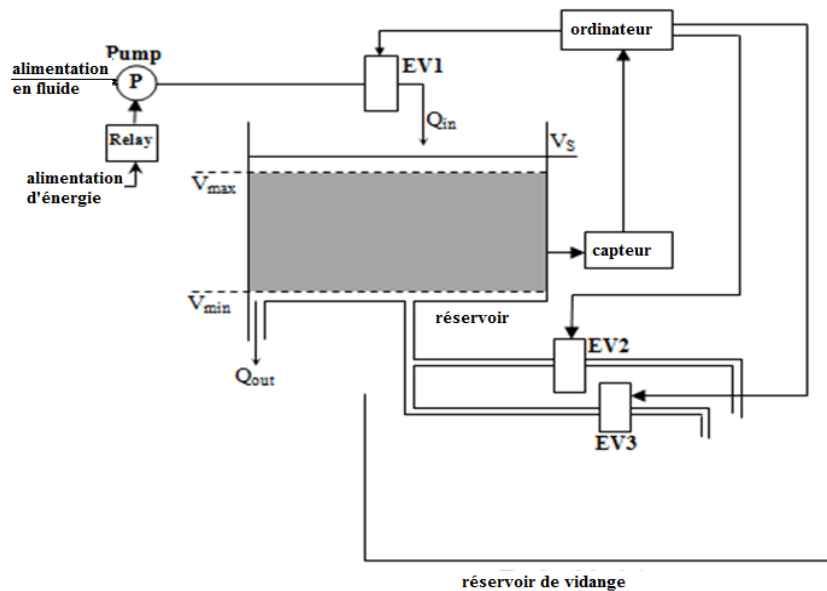 ordinateur
Pump
EV1
alimentation
en fluide
P
Relay
Qin
VS
alimentation
d'énergie
Vmax
capteur
Vmin
réservoir
EV2
Qout
EV3
réservoir de vidange